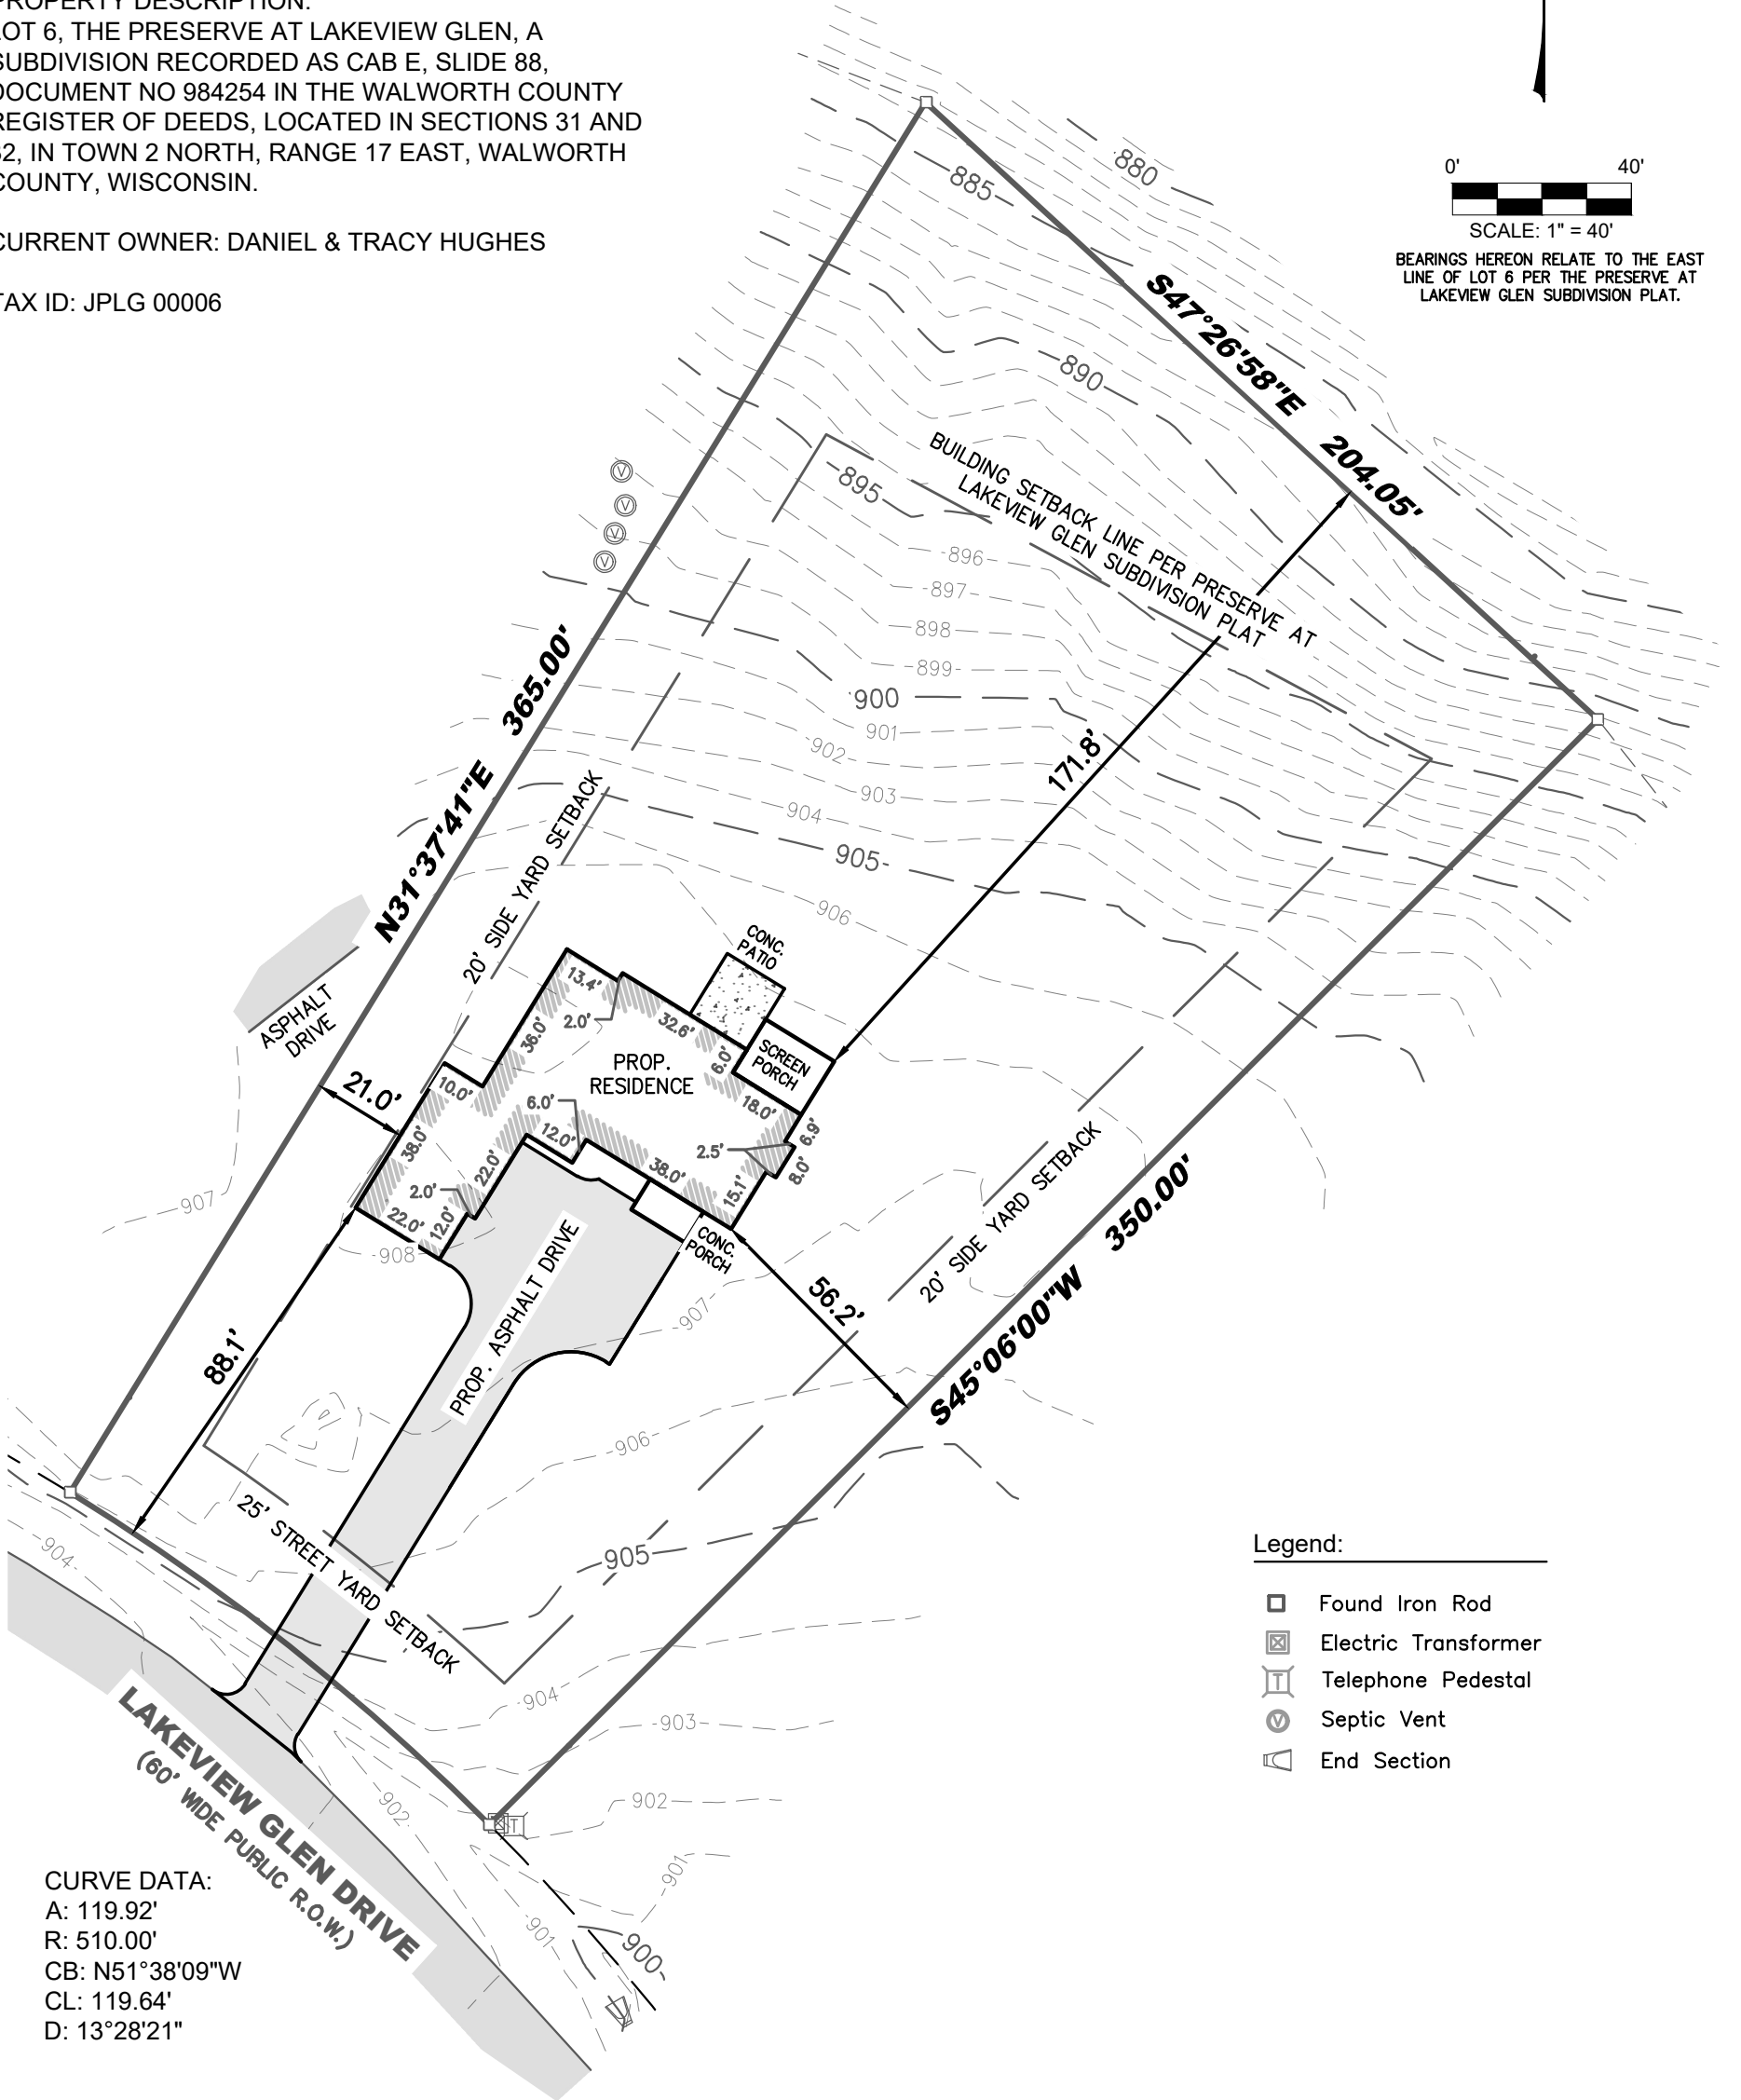 PROPERTY DESCRIPTION:
LOT 6, THE PRESERVE AT LAKEVIEW GLEN, A
SUBDIVISION RECORDED AS CAB E, SLIDE 88,
DOCUMENT NO 984254 IN THE WALWORTH COUNTY
REGISTER OF DEEDS, LOCATED IN SECTIONS 31 AND
32, IN TOWN 2 NORTH, RANGE 17 EAST, WALWORTH
COUNTY, WISCONSIN.
CURRENT OWNER: DANIEL & TRACY HUGHES
TAX ID: JPLG 00006
0' 40'
SCALE: 1" = 40'
BEARINGS HEREON RELATE TO THE EAST
LINE OF LOT 6 PER THE PRESERVE AT
LAKEVIEW GLEN SUBDIVISION PLAT.
880
885
S47°26'58"E 204.05'
890
BUILDING SETBACK LINE PER PRESERVE AT
LAKEVIEW GLEN SUBDIVISION PLAT
895
V
V
V
V
896
897
898
899
900
901
902
903
904
905
906
N31°37'41"E 365.00'
171.8'
20' SIDE YARD SETBACK
ASPHALT
DRIVE
CONC.
PATIO
13.4'
2.0'
32.6'
36.0'
6.0'
SCREEN
PORCH
PROP.
RESIDENCE
21.0'
10.0'
6.0'
18.0'
12.0'
6.9'
38.0'
2.5'
8.0'
22.0'
38.0'
15.1'
2.0'
22.0'
12.0'
907
908
CONC.
PORCH
PROP. ASPHALT DRIVE
907
56.2'
20' SIDE YARD SETBACK
S45°06'00"W 350.00'
88.1'
906
905
25' STREET YARD SETBACK
904
904
903
902
T
901
900
902
901
LAKEVIEW GLEN DRIVE
(60' WIDE PUBLIC R.O.W.)
Legend:
Found Iron Rod
Electric Transformer
T Telephone Pedestal
V Septic Vent
End Section
CURVE DATA:
A: 119.92'
R: 510.00'
CB: N51°38'09"W
CL: 119.64'
D: 13°28'21"